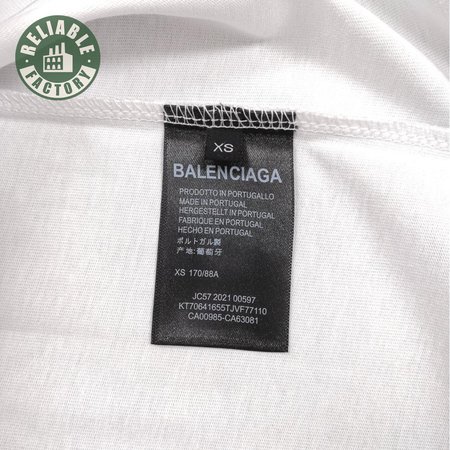 RELIABLE
FACTORY
XS
BALENCIAGA
PRODOTTO IN PORTUGALLO
MADE IN PORTUGAL
HERGESTELLT IN PORTUGAL
FABRIQUE EN PORTUGAL
HECHO EN PORTUGAL
ポルトガル製
产地:葡萄牙
XS 170/88A
JC57 2021 00597
KT70641655TJVF77110
CA00985-CA63081